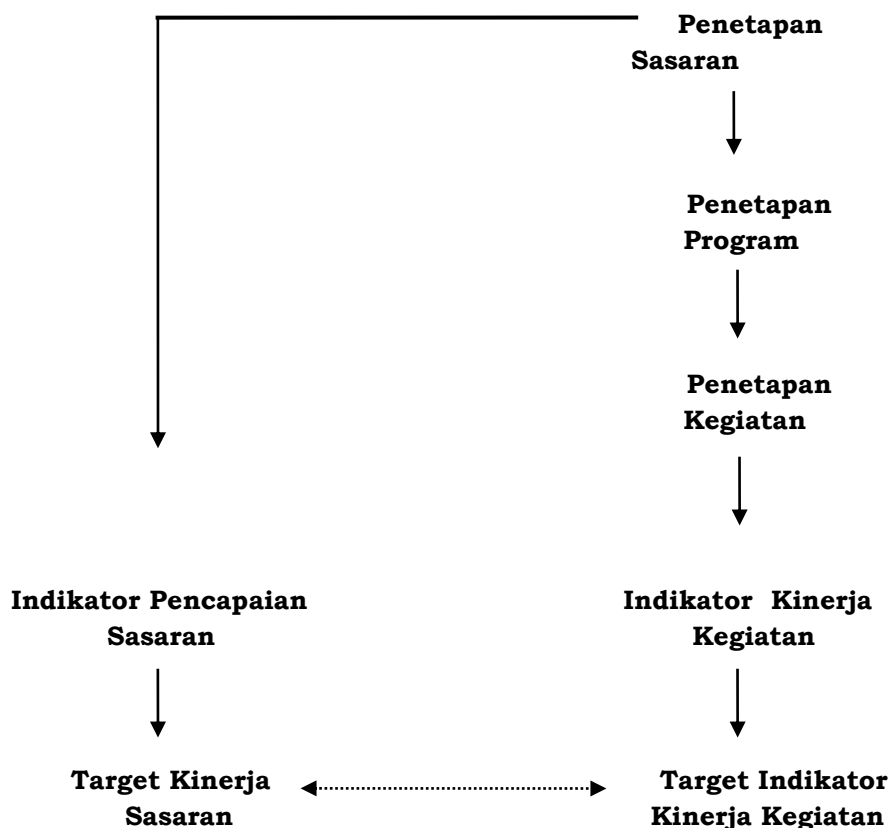 Penetapan
Sasaran
Penetapan
Program
Penetapan
Kegiatan
Indikator Pencapaian
Sasaran
Indikator Kinerja
Kegiatan
Target Kinerja
Sasaran
Target Indikator
Kinerja Kegiatan